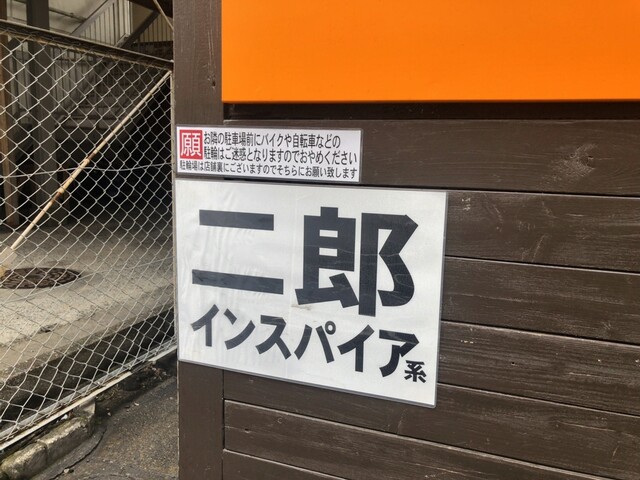 願
お隣の駐車場前にバイクや自転車などの
駐輪はご迷惑となりますのでおやめください
駐輪場は店舗裏にございますのでそちらにお願い致します
二郎
インスパイア系